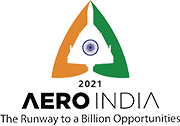 2021
AERO INDIA
The Runway to a Billion Opportunities